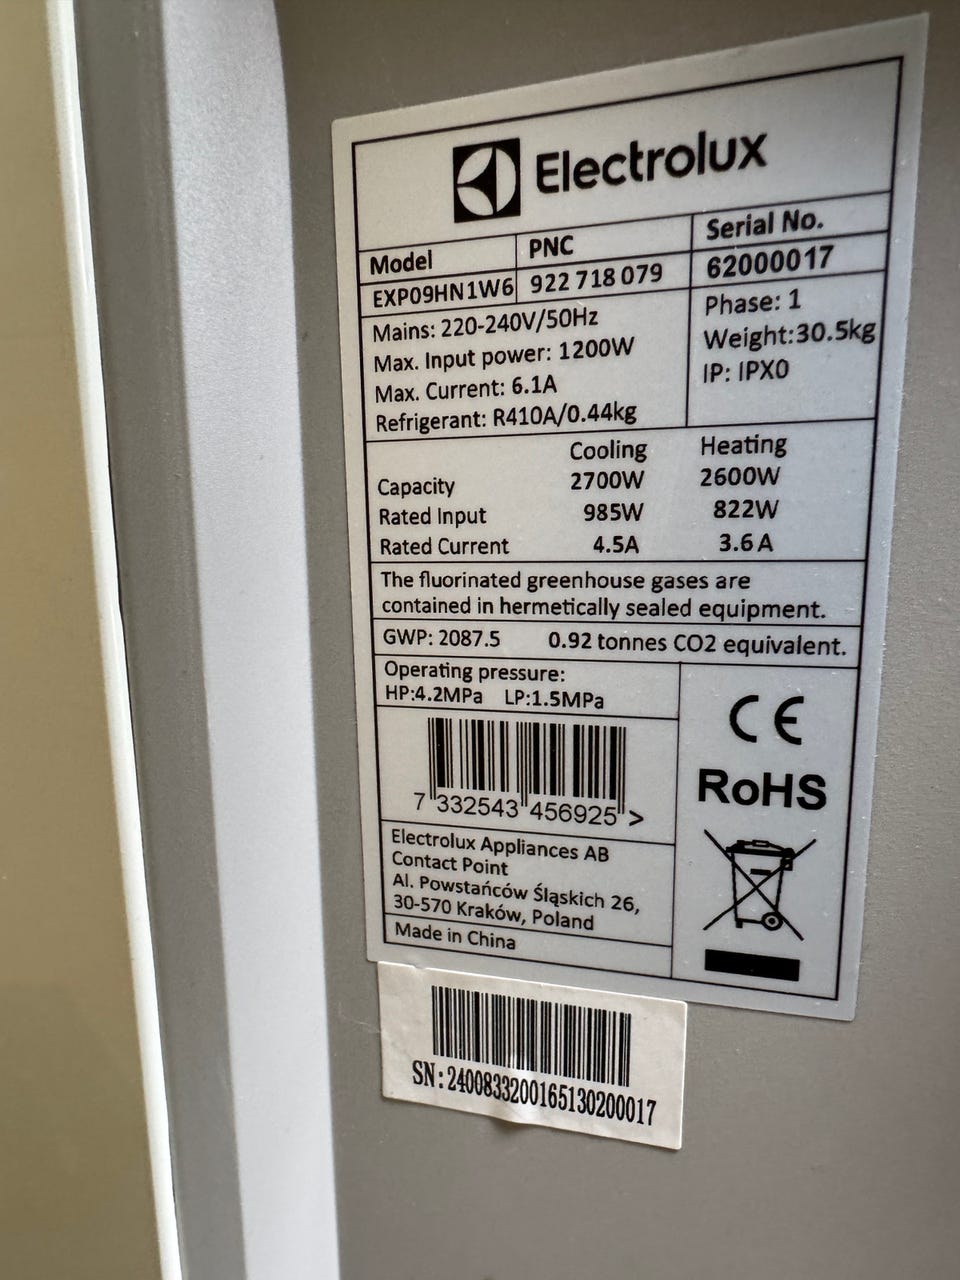 Electrolux
Model PNC Serial No.
EXP09HN1W6 922 718 079 62000017
Mains: 220-240V/50Hz
Max. Input power: 1200W
Max. Current: 6.1A
Refrigerant: R410A/0.44kg
Phase: 1
Weight:30.5kg
IP: IPX0
Cooling Heating
Capacity 2700W 2600W
Rated Input 985W 822W
Rated Current 4.5A 3.6A
The fluorinated greenhouse gases are
contained in hermetically sealed equipment.
GWP: 2087.5 0.92 tonnes CO2 equivalent.
Operating pressure:
HP:4.2MPa LP:1.5MPa
7 332543 456925 >
Electrolux Appliances AB
Contact Point
Al. Powstańców Śląskich 26,
30-570 Kraków, Poland
Made in China
CE
RoHS
SN:2400833200165130200017